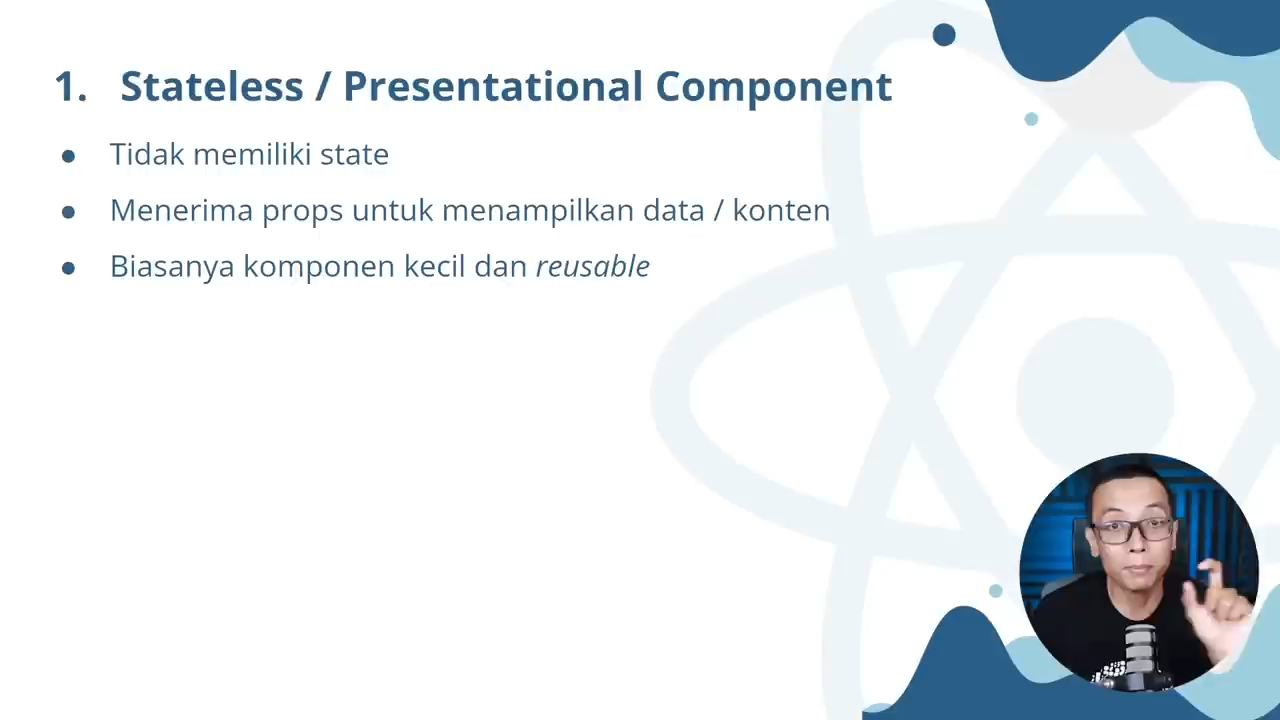 1. Stateless / Presentational Component
● Tidak memiliki state
● Menerima props untuk menampilkan data / konten
● Biasanya komponen kecil dan reusable